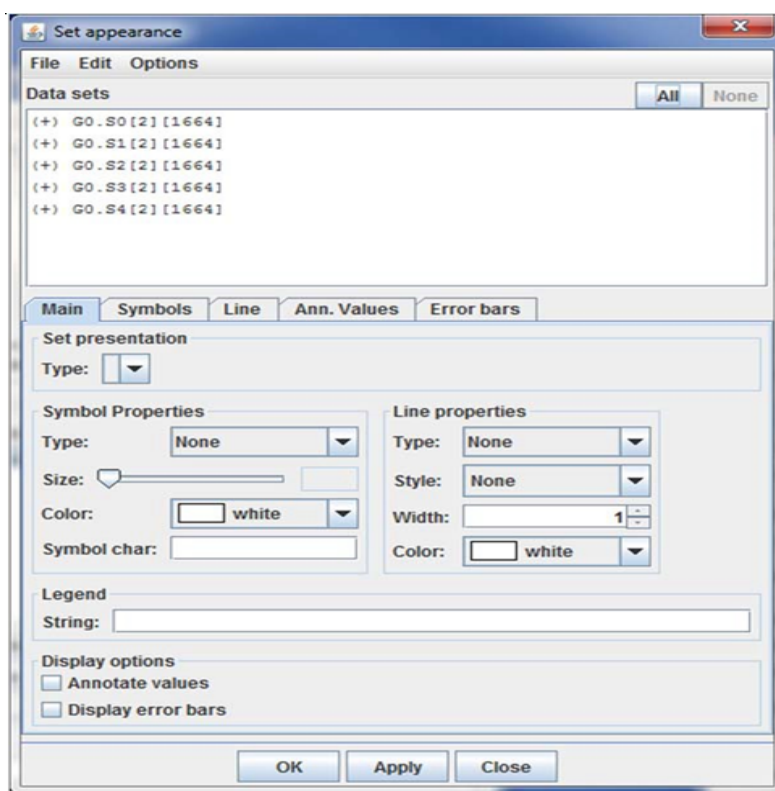 Set appearance
File Edit Options
Data sets All None
(+) G0.S0[2][1664]
(+) G0.S1[2][1664]
(+) G0.S2[2][1664]
(+) G0.S3[2][1664]
(+) G0.S4[2][1664]
Main Symbols Line Ann. Values Error bars
Set presentation
Type:
Symbol Properties
Type: None
Size:
Color: white
Symbol char:
Line properties
Type: None
Style: None
Width: 1
Color: white
Legend
String:
Display options
Annotate values
Display error bars
OK Apply Close